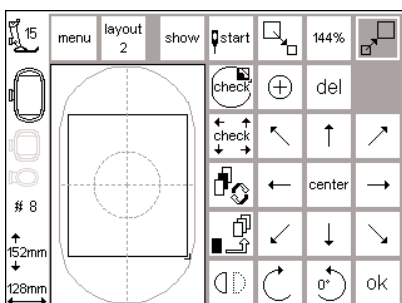 15 menu layout 2 show start 144%
check del
check
center
# 8
152mm
128mm 0° ok